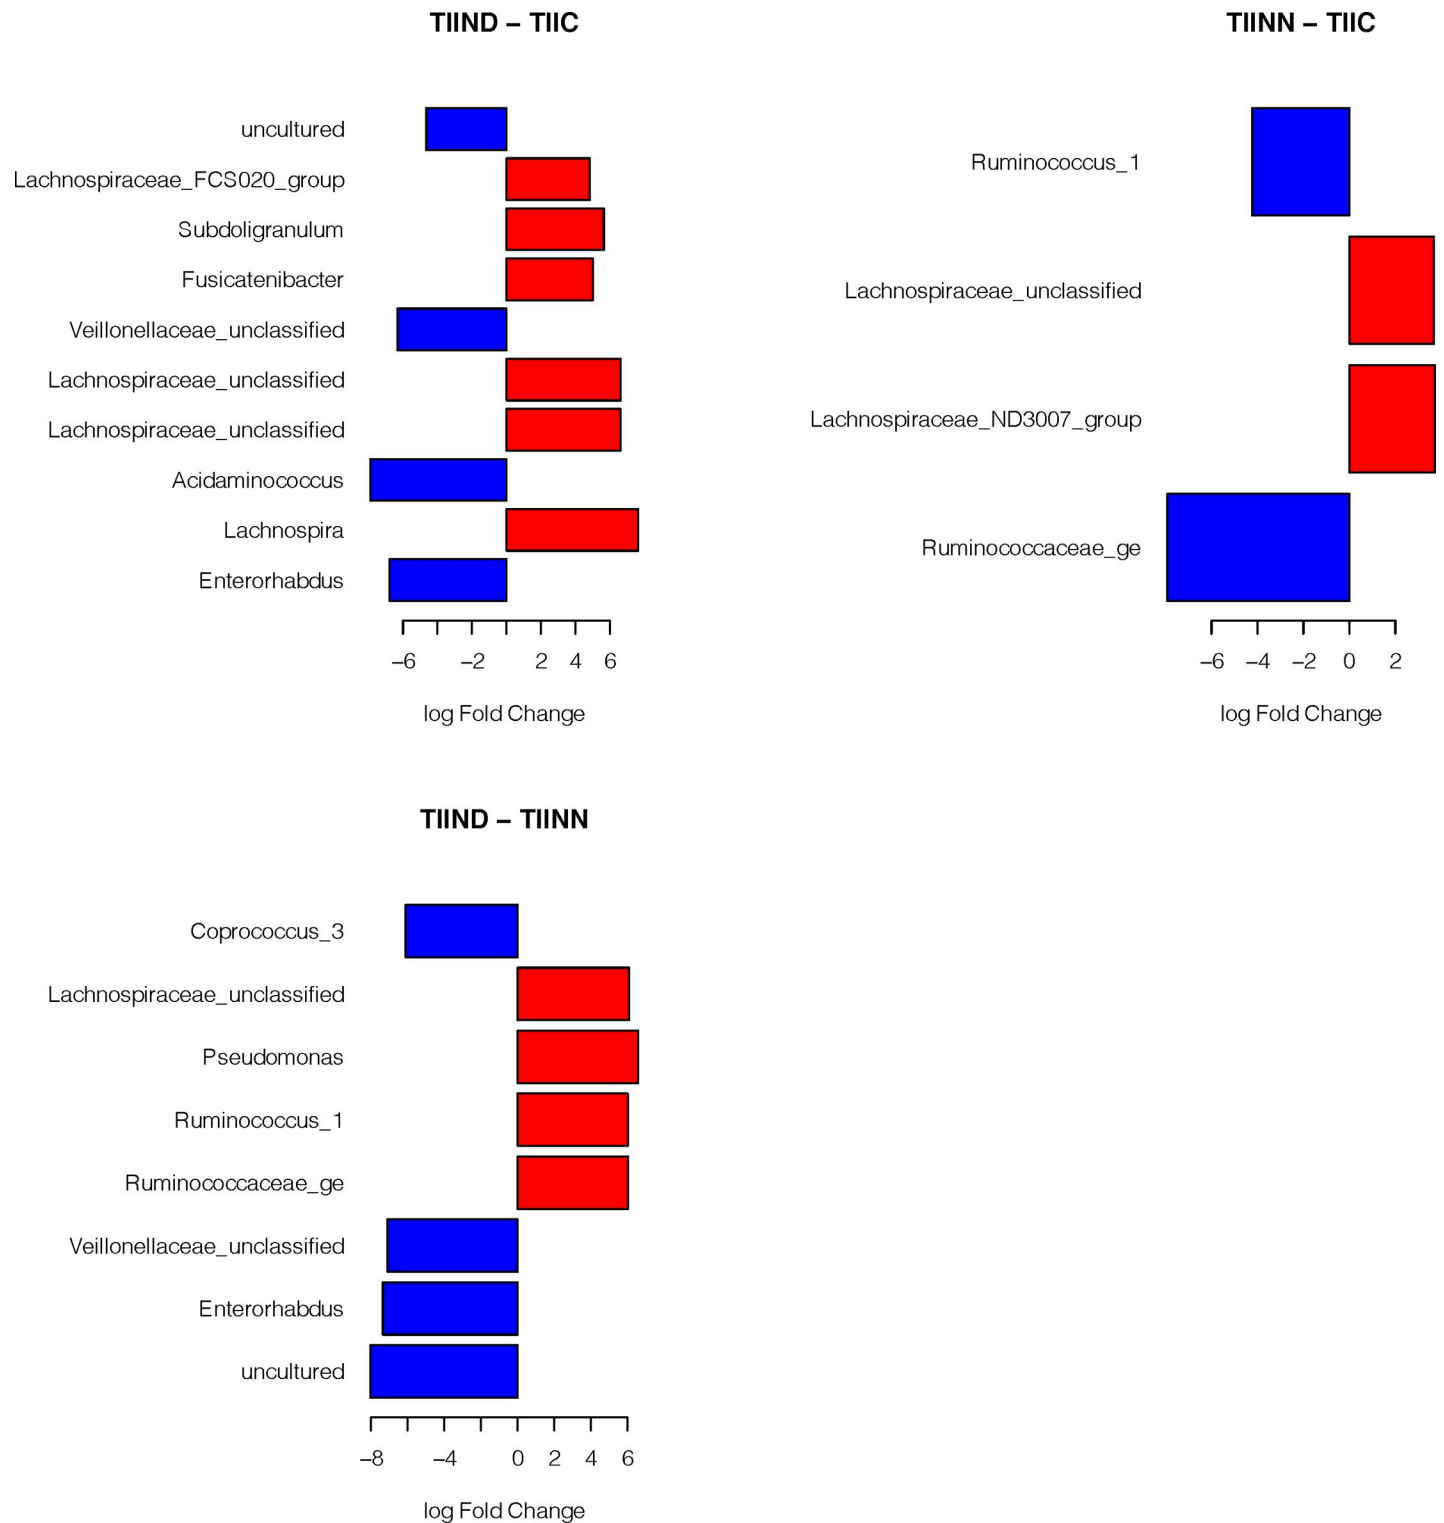 TIIND – TIIC
uncultured
Lachnospiraceae_FCS020_group
Subdoligranulum
Fusicatenibacter
Veillonellaceae_unclassified
Lachnospiraceae_unclassified
Lachnospiraceae_unclassified
Acidaminococcus
Lachnospira
Enterorhabdus
−6 −2 2 4 6
log Fold Change
TIINN – TIIC
Ruminococcus_1
Lachnospiraceae_unclassified
Lachnospiraceae_ND3007_group
Ruminococcaceae_ge
−6 −4 −2 0 2
log Fold Change
TIIND – TIINN
Coprococcus_3
Lachnospiraceae_unclassified
Pseudomonas
Ruminococcus_1
Ruminococcaceae_ge
Veillonellaceae_unclassified
Enterorhabdus
uncultured
−8 −4 0 2 4 6
log Fold Change